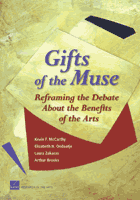 Gifts
of the Muse
Reframing the Debate
About the Benefits
of the Arts
Kevin F. McCarthy
Elizabeth H. Ondaatje
Laura Zakaras
Arthur Brooks